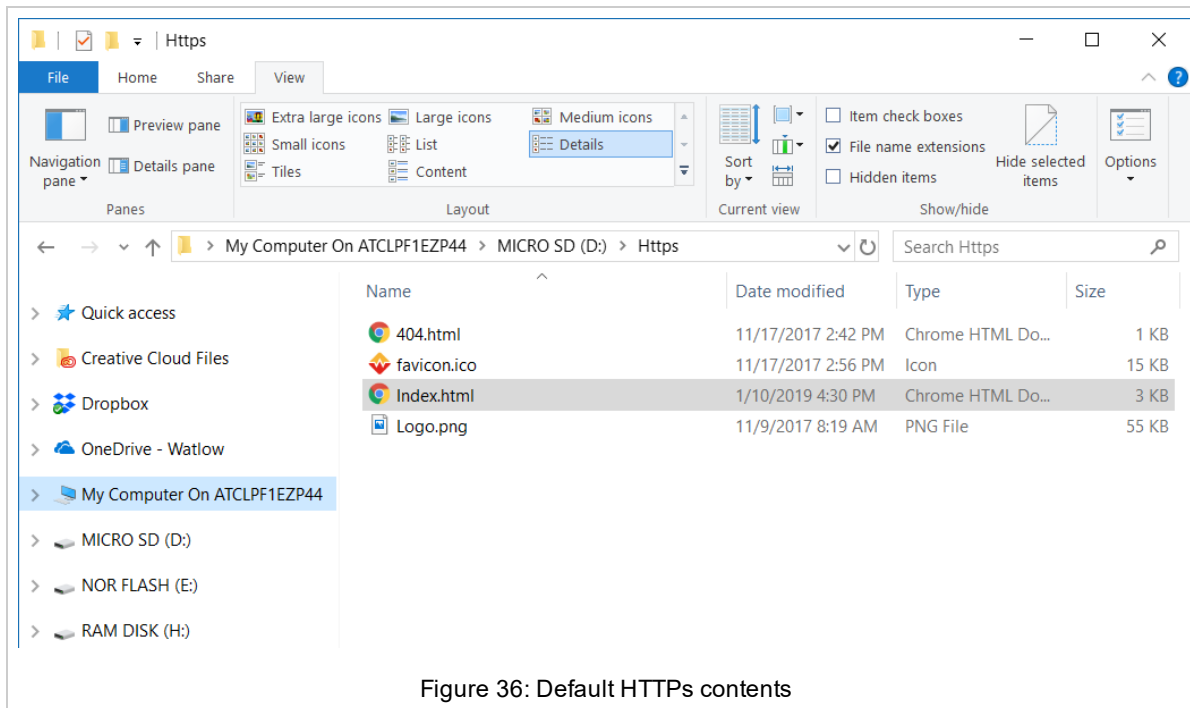 Https
File Home Share View
Preview pane Extra large icons Large icons Medium icons Item check boxes
Small icons List Details File name extensions
Navigation pane Details pane Tiles Content Sort by Hidden items Hide selected items Options
Panes Layout Current view Show/hide
My Computer On ATCLPF1EZP44 > MICRO SD (D:) > Https Search Https
Name Date modified Type Size
Quick access
Creative Cloud Files
Dropbox
OneDrive - Watlow
My Computer On ATCLPF1EZP44
MICRO SD (D:)
NOR FLASH (E:)
RAM DISK (H:)
404.html 11/17/2017 2:42 PM Chrome HTML Do... 1 KB
favicon.ico 11/17/2017 2:56 PM Icon 15 KB
Index.html 1/10/2019 4:30 PM Chrome HTML Do... 3 KB
Logo.png 11/9/2017 8:19 AM PNG File 55 KB
Figure 36: Default HTTPs contents